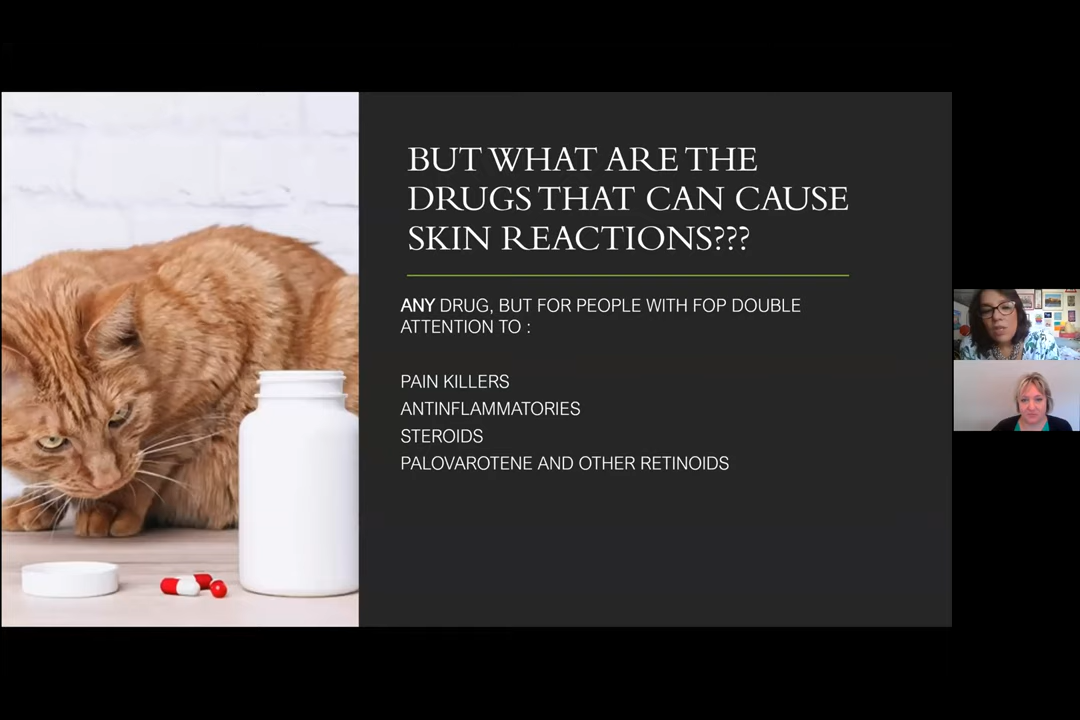 BUT WHAT ARE THE
DRUGS THAT CAN CAUSE
SKIN REACTIONS???
ANY DRUG, BUT FOR PEOPLE WITH FOP DOUBLE
ATTENTION TO :
PAIN KILLERS
ANTINFLAMMATORIES
STEROIDS
PALOVAROTENE AND OTHER RETINOIDS